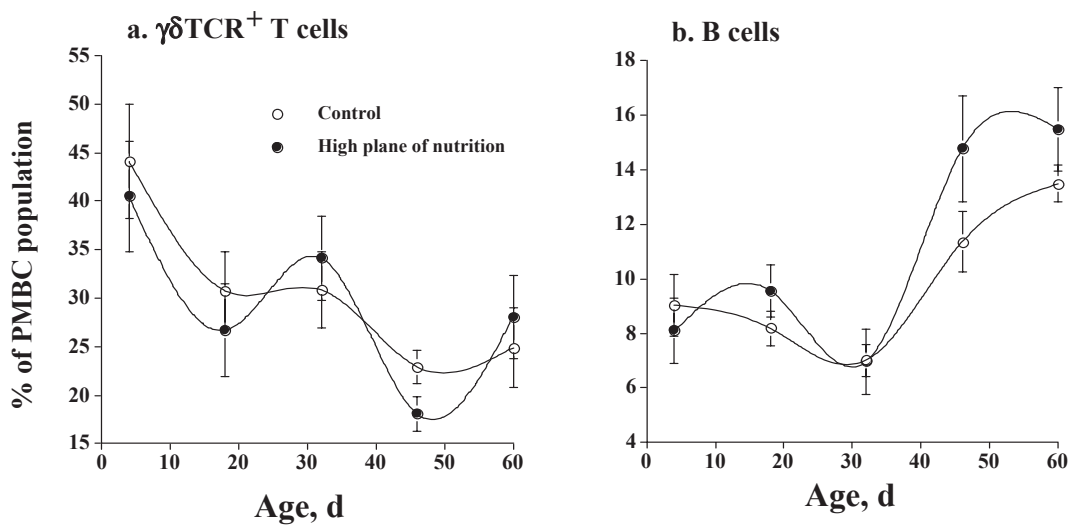 a. γδTCR+ T cells
55
50
45
40
35
30
25
20
15
% of PMBC population
Control
High plane of nutrition
0 10 20 30 40 50 60
Age, d
b. B cells
18
16
14
12
10
8
6
4
0 10 20 30 40 50 60
Age, d